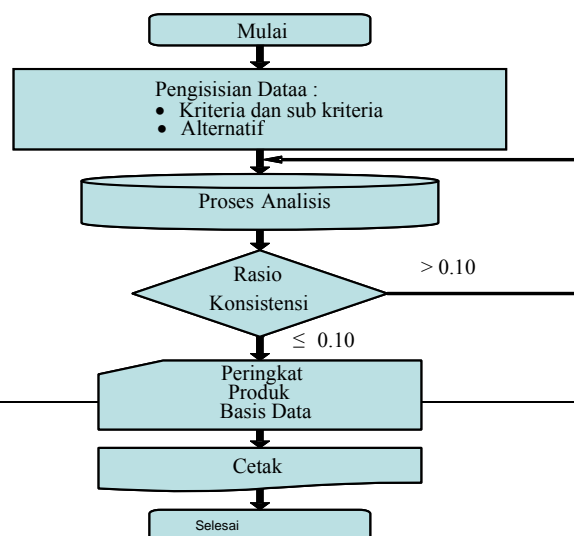 Mulai
Pengisisian Dataa :
• Kriteria dan sub kriteria
• Alternatif
Proses Analisis
Rasio
Konsistensi
> 0.10
≤ 0.10
Peringkat
Produk
Basis Data
Cetak
Selesai